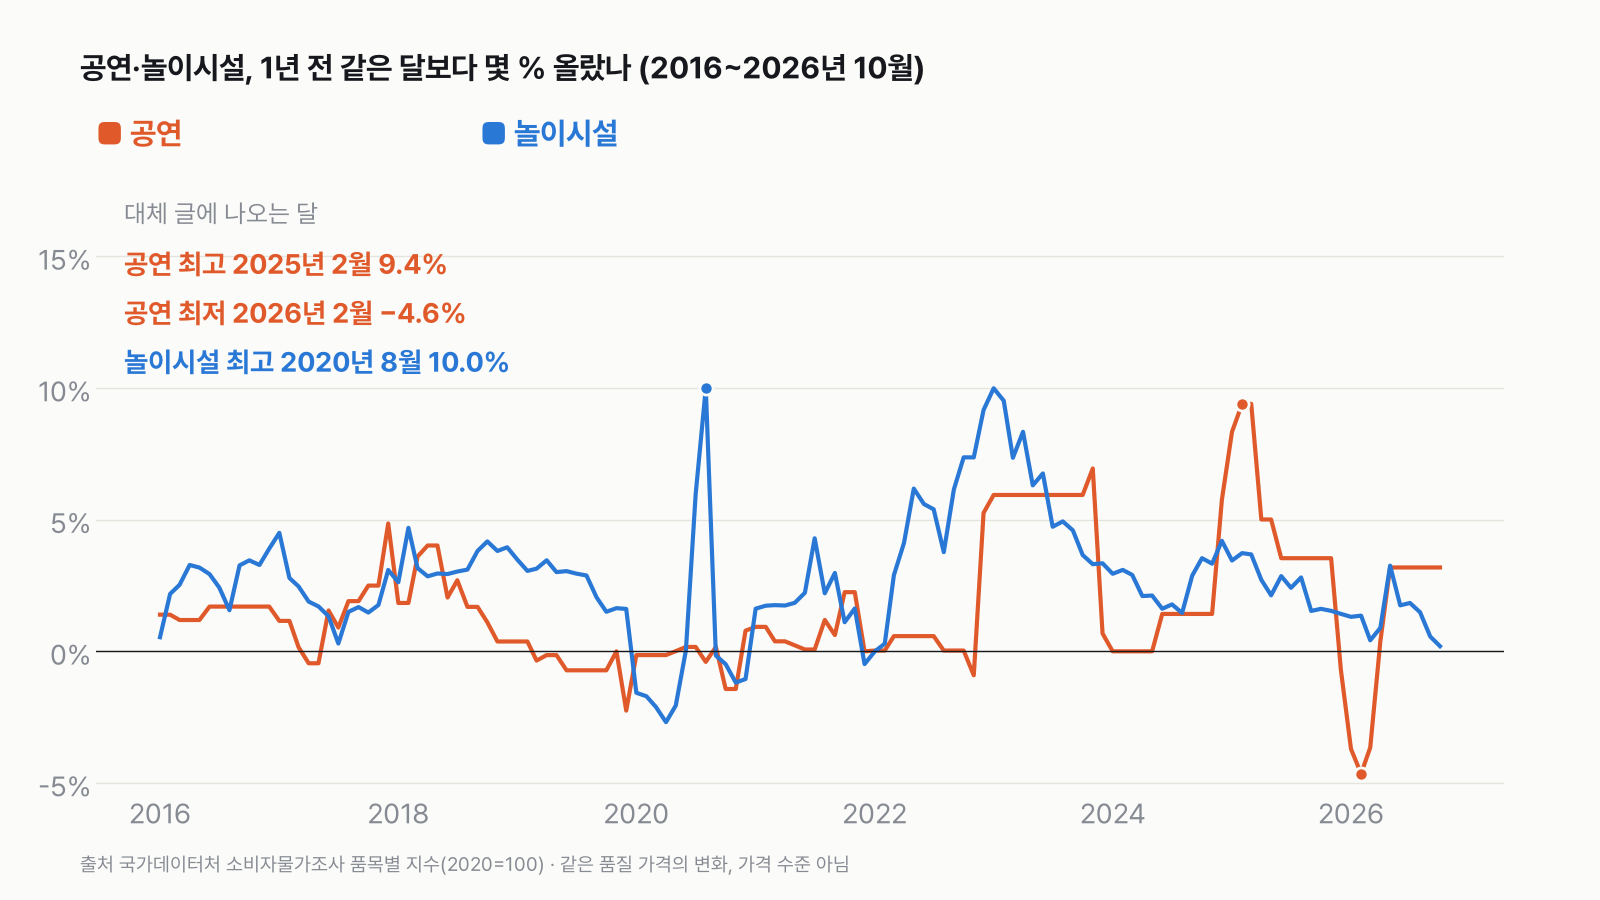 공연·놀이시설, 1년 전 같은 달보다 몇 % 올랐나 (2016~2026년 10월)
공연
놀이시설
대체 글에 나오는 달
15%
공연 최고 2025년 2월 9.4%
공연 최저 2026년 2월 −4.6%
놀이시설 최고 2020년 8월 10.0%
10%
5%
0%
-5%
2016 2018 2020 2022 2024 2026
출처 국가데이터처 소비자물가조사 품목별 지수(2020=100) · 같은 품질 가격의 변화, 가격 수준 아님